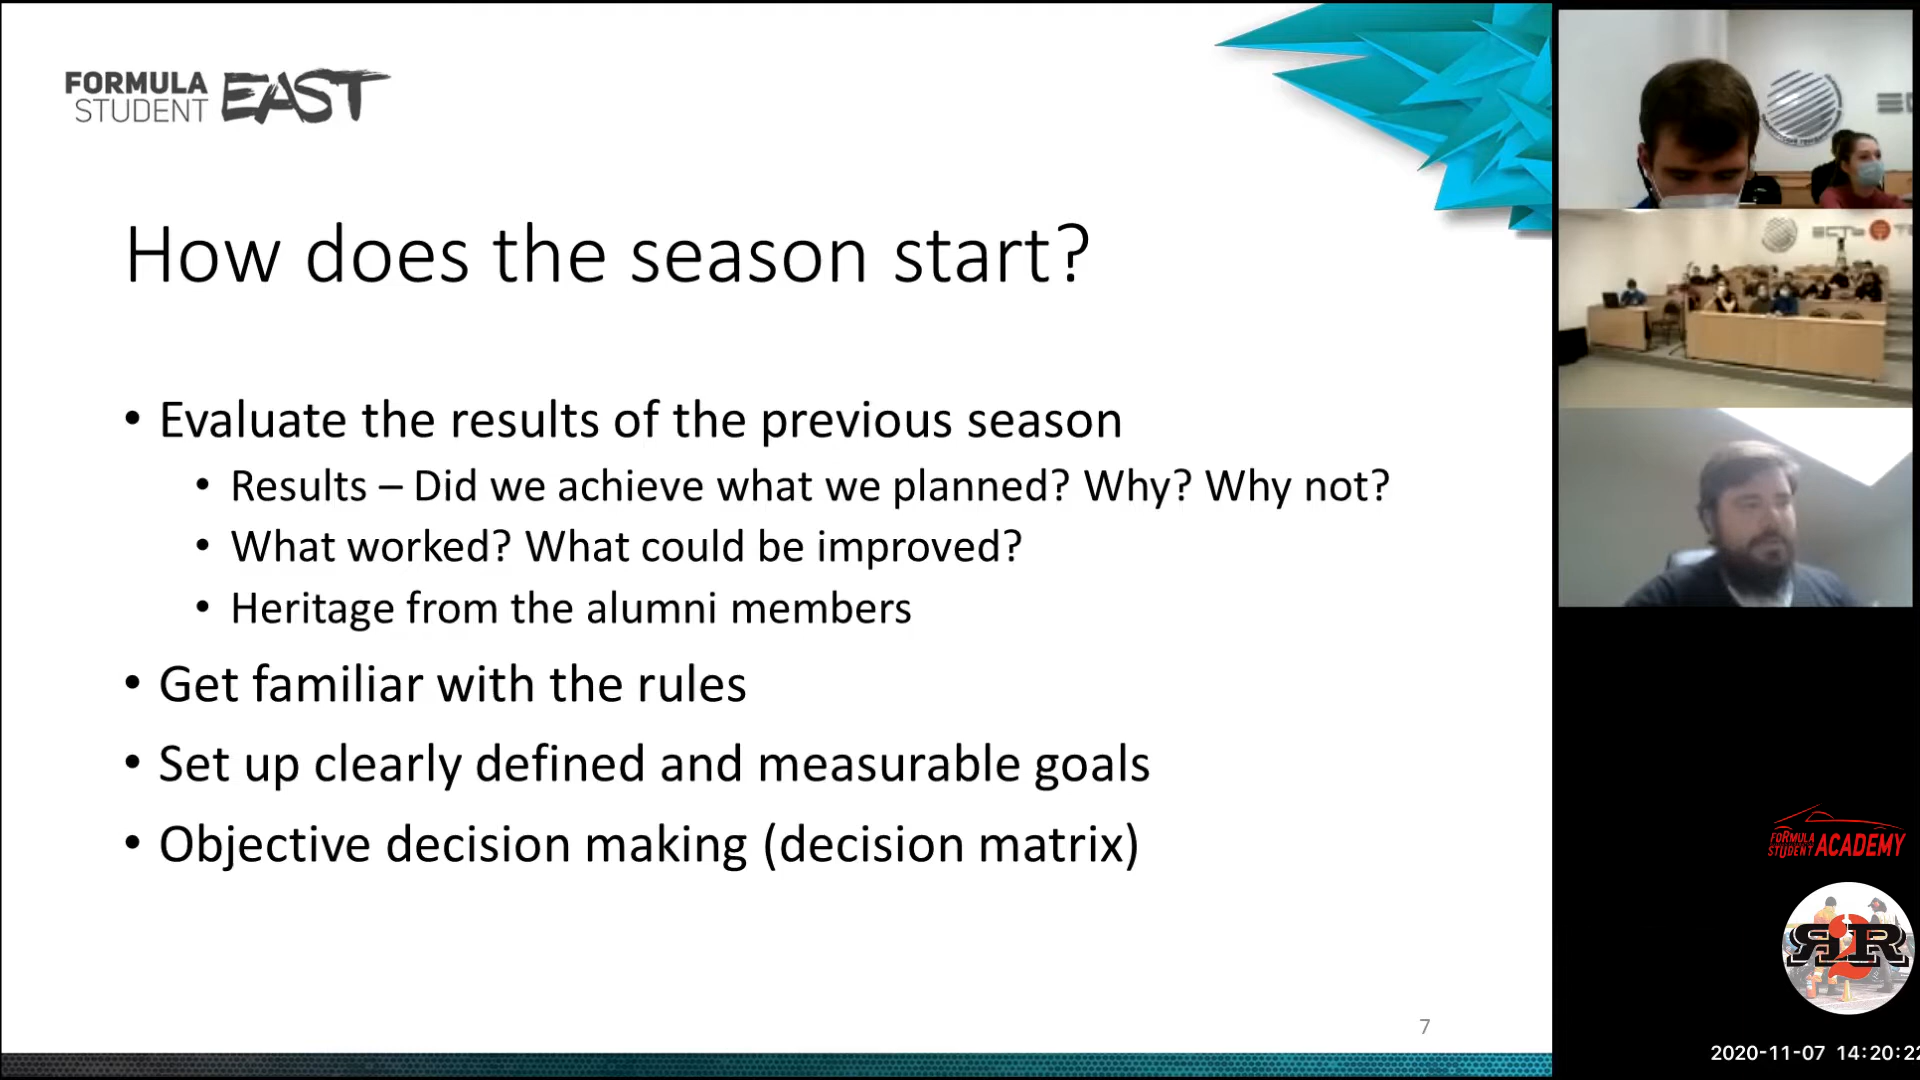 FORMULA
STUDENT
EAST
How does the season start?
• Evaluate the results of the previous season
• Results – Did we achieve what we planned? Why? Why not?
• What worked? What could be improved?
• Heritage from the alumni members
• Get familiar with the rules
• Set up clearly defined and measurable goals
• Objective decision making (decision matrix)
7
ЕСТЬ
FORMULA
STUDENT
ACADEMY
2020-11-07 14:20:22